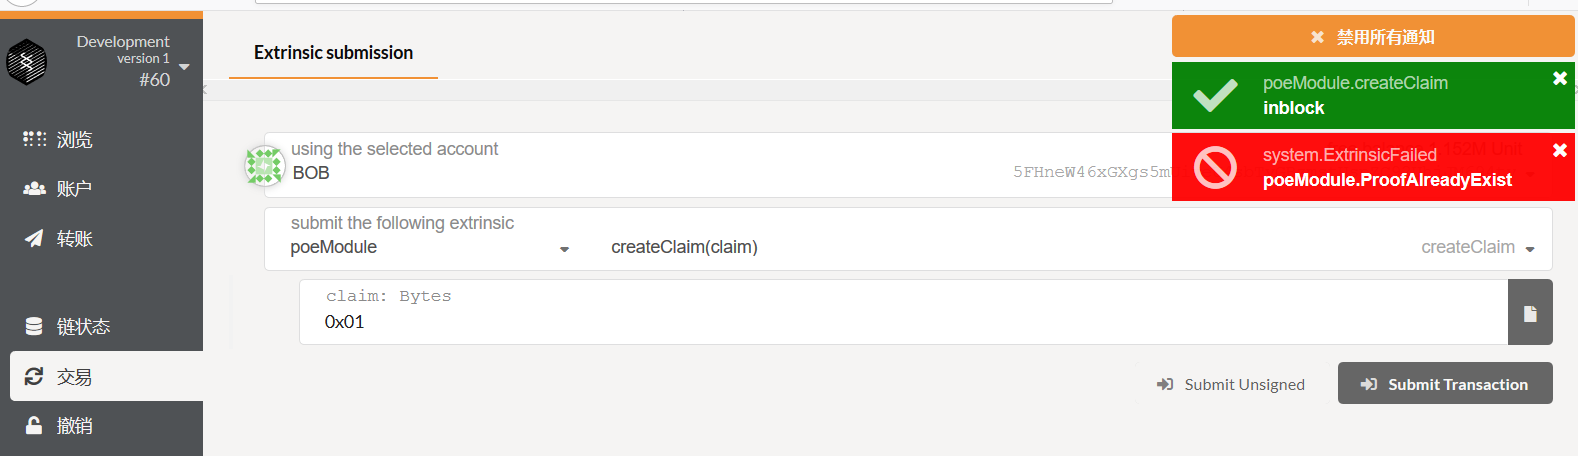 Development
version 1
#60
浏览
账户
转账
链状态
交易
撤销
Extrinsic submission
禁用所有通知
poeModule.createClaim
inblock
system.ExtrinsicFailed
poeModule.ProofAlreadyExist
using the selected account
BOB
5FHneW46xGXgs5m
submit the following extrinsic
poeModule
createClaim(claim)
createClaim
claim: Bytes
0x01
Submit Unsigned
Submit Transaction